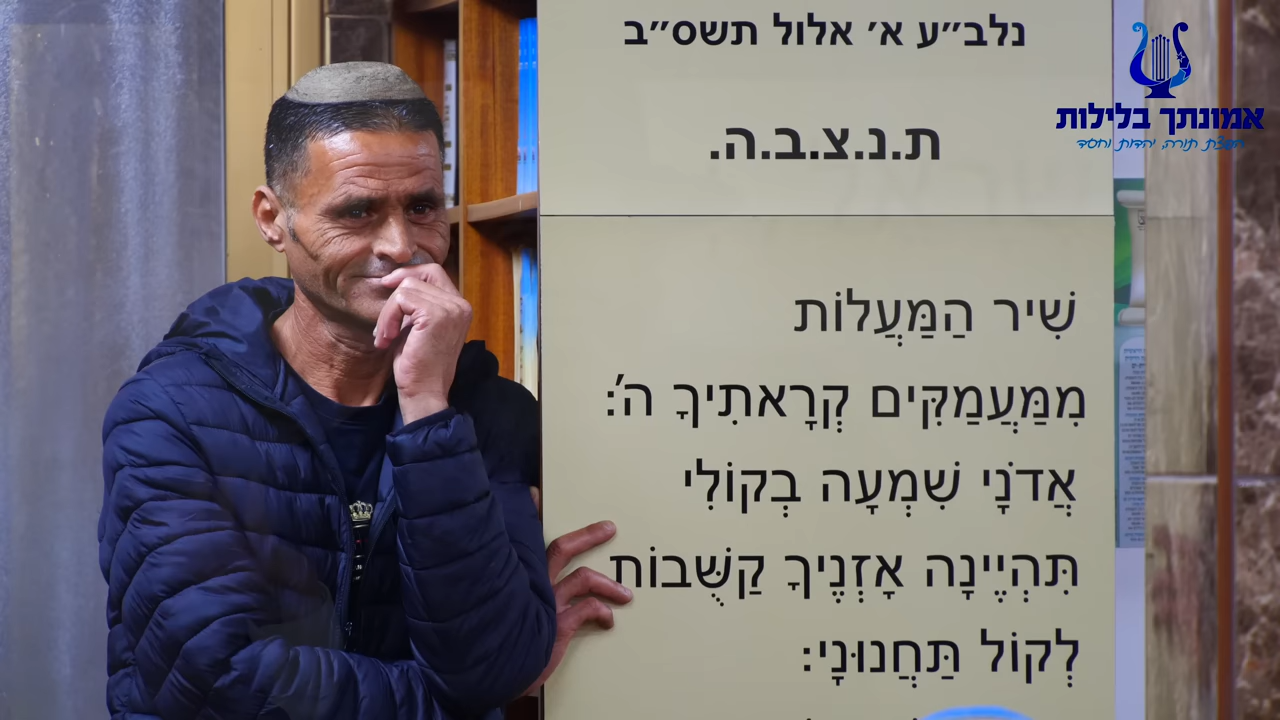 נלב״ע א׳ אלול תשס״ב
ת.נ.צ.ב.ה.
שִׁיר הַמַּעֲלוֹת
מִמַּעֲמַקִּים קְרָאתִיךָ ה׳:
אֲדֹנָי שִׁמְעָה בְקוֹלִי
תִּהְיֶינָה אָזְנֶיךָ קַשֻּׁבוֹת
לְקוֹל תַּחֲנוּנָי:
אמונתך בלילות
הפצת תורה, יהדות וחסד